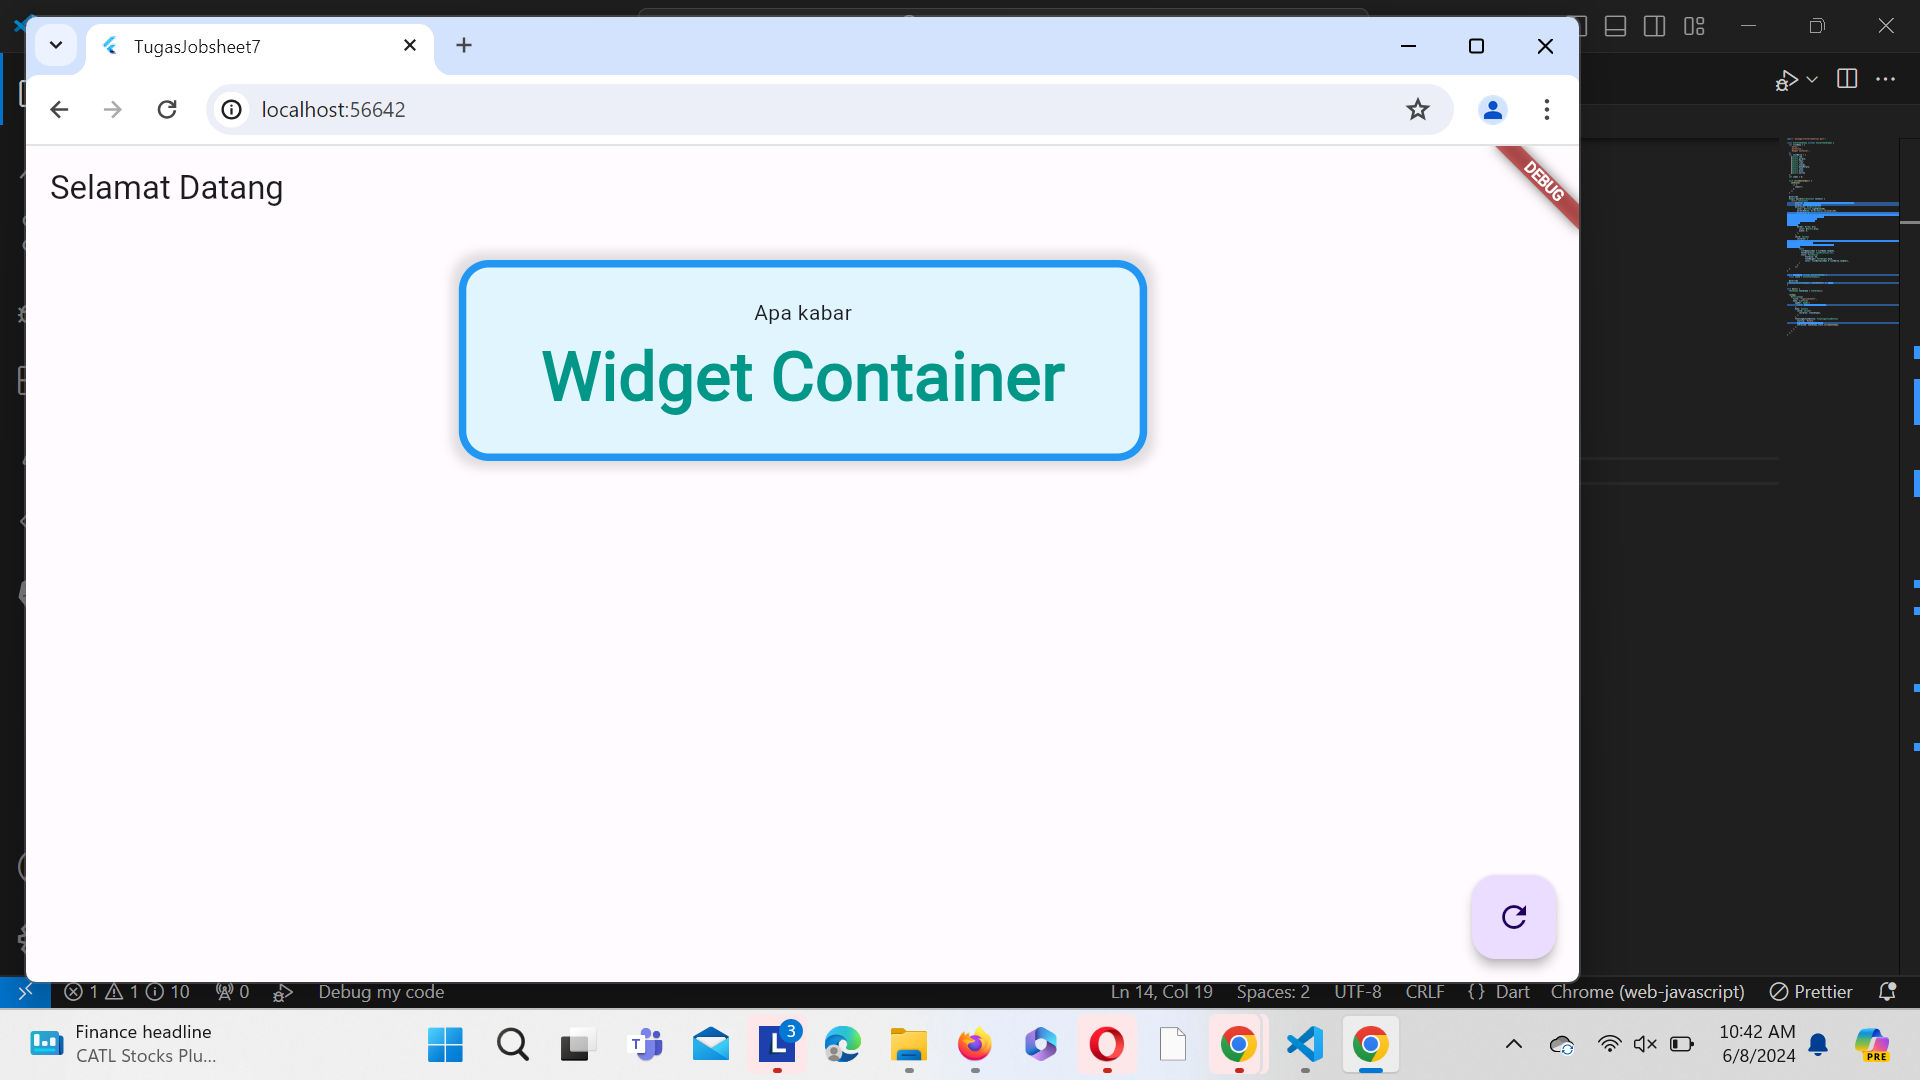 TugasJobsheet7
localhost:56642
DEBUG
Selamat Datang
Apa kabar
Widget Container
1 1 10 0 Debug my code Ln 14, Col 19 Spaces: 2 UTF-8 CRLF {} Dart Chrome (web-javascript) Prettier
Finance headline
CATL Stocks Plu...
T
L
3
PRE
10:42 AM
6/8/2024